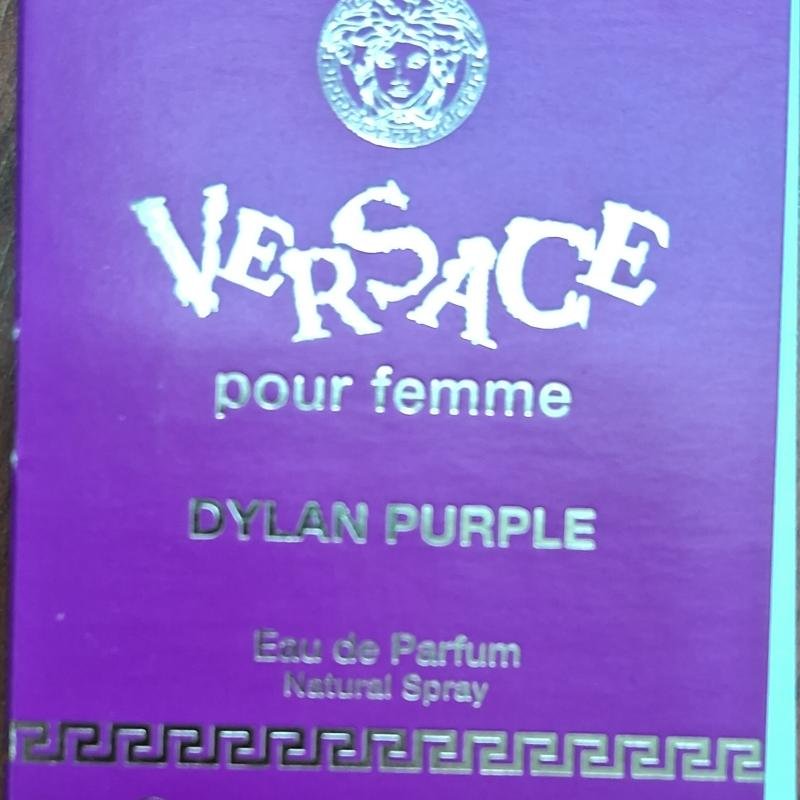 VERSACE
pour femme
DYLAN PURPLE
Eau de Parfum
Natural Spray